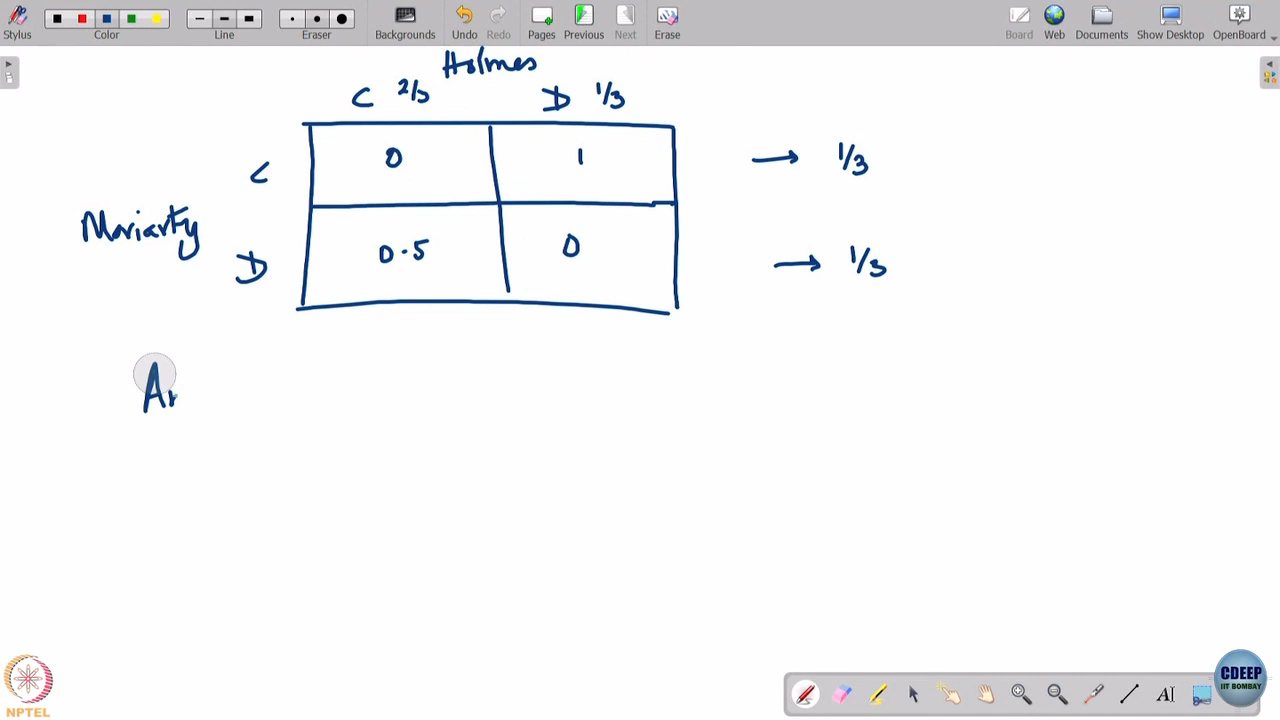 Stylus Color Line Eraser Backgrounds Undo Redo Pages Previous Next Erase Board Web Documents Show Desktop OpenBoard
Holmes
C 2/3 D 1/3
C 0 1 → 1/3
Moriarty
D 0.5 0 → 1/3
An
NPTEL
CDEEP
IIT BOMBAY